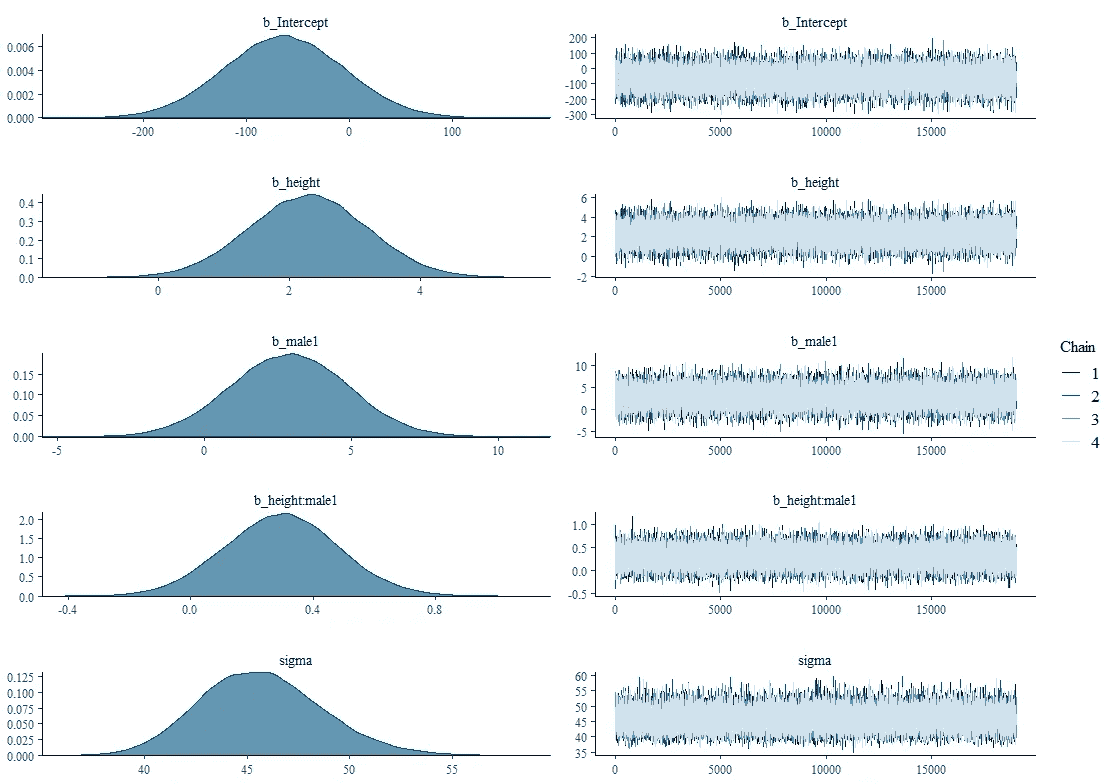 b_Intercept
0.006
0.004
0.002
0.000
-200 -100 0 100
b_Intercept
200
100
0
-100
-200
-300
0 5000 10000 15000
b_height
0.4
0.3
0.2
0.1
0.0
0 2 4
b_height
6
4
2
0
-2
0 5000 10000 15000
b_male1
0.15
0.10
0.05
0.00
-5 0 5 10
b_male1
10
5
0
-5
0 5000 10000 15000
b_height:male1
2.0
1.5
1.0
0.5
0.0
-0.4 0.0 0.4 0.8
b_height:male1
1.0
0.5
0.0
-0.5
0 5000 10000 15000
sigma
0.125
0.100
0.075
0.050
0.025
0.000
40 45 50 55
sigma
60
55
50
45
40
35
0 5000 10000 15000
Chain
1
2
3
4